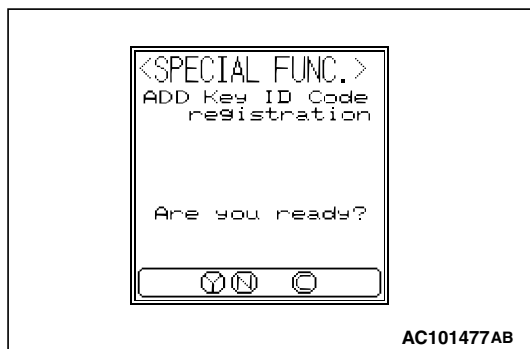 <SPECIAL FUNC.>
ADD Key ID Code
registration
Are you ready?
Y N C
AC101477AB